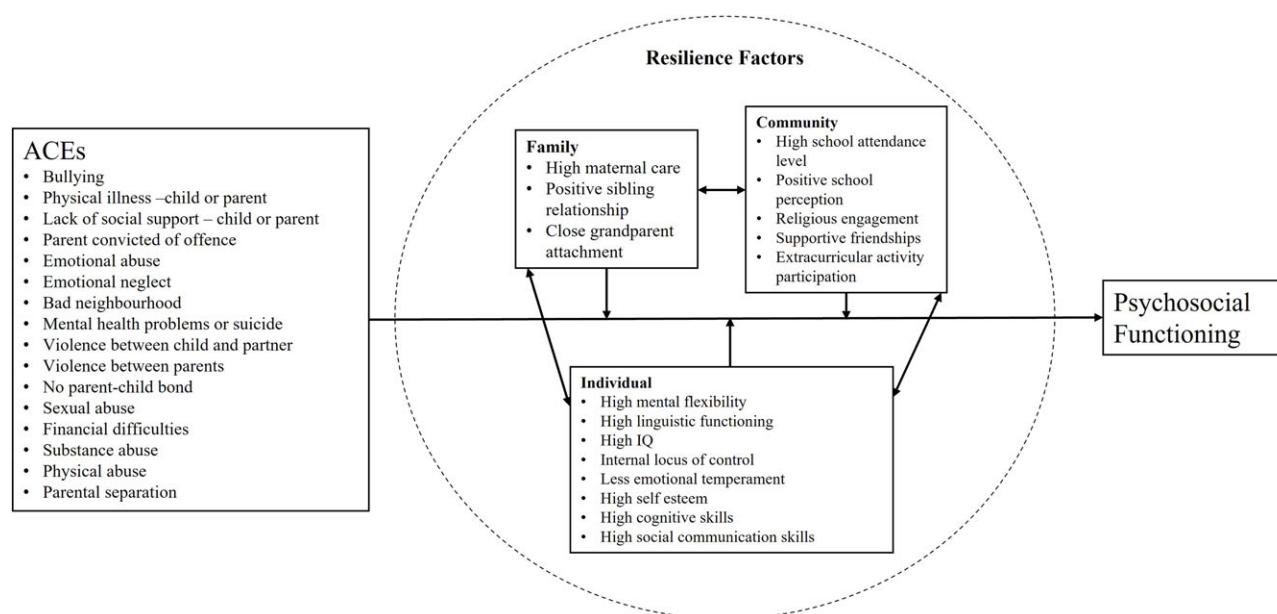 Resilience Factors
ACEs
• Bullying
• Physical illness –child or parent
• Lack of social support – child or parent
• Parent convicted of offence
• Emotional abuse
• Emotional neglect
• Bad neighbourhood
• Mental health problems or suicide
• Violence between child and partner
• Violence between parents
• No parent-child bond
• Sexual abuse
• Financial difficulties
• Substance abuse
• Physical abuse
• Parental separation
Family
• High maternal care
• Positive sibling
relationship
• Close grandparent
attachment
Community
• High school attendance
level
• Positive school
perception
• Religious engagement
• Supportive friendships
• Extracurricular activity
participation
Individual
• High mental flexibility
• High linguistic functioning
• High IQ
• Internal locus of control
• Less emotional temperament
• High self esteem
• High cognitive skills
• High social communication skills
Psychosocial
Functioning